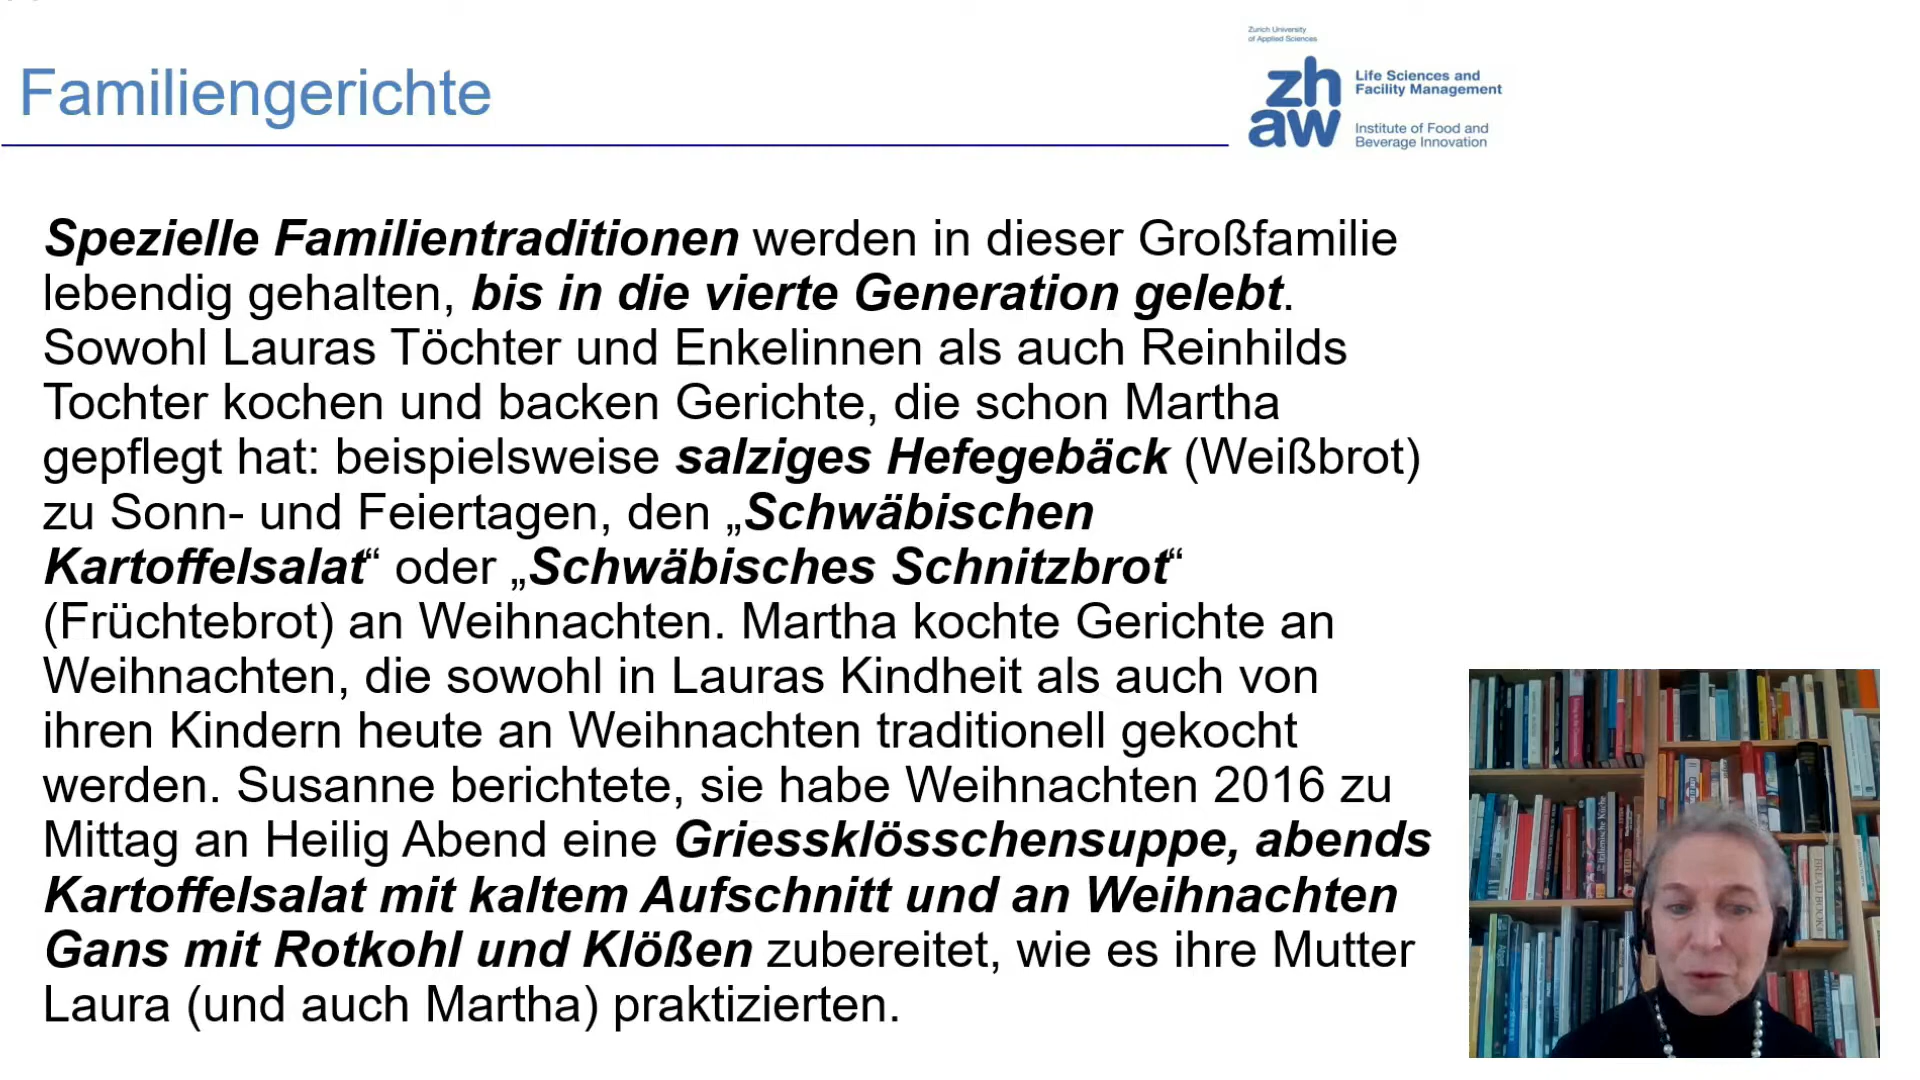 Zurich University
of Applied Sciences
Familiengerichte
zh
aw
Life Sciences and
Facility Management
Institute of Food and
Beverage Innovation
Spezielle Familientraditionen werden in dieser Großfamilie
lebendig gehalten, bis in die vierte Generation gelebt.
Sowohl Lauras Töchter und Enkelinnen als auch Reinhilds
Tochter kochen und backen Gerichte, die schon Martha
gepflegt hat: beispielsweise salziges Hefegebäck (Weißbrot)
zu Sonn- und Feiertagen, den „Schwäbischen
Kartoffelsalat“ oder „Schwäbisches Schnitzbrot“
(Früchtebrot) an Weihnachten. Martha kochte Gerichte an
Weihnachten, die sowohl in Lauras Kindheit als auch von
ihren Kindern heute an Weihnachten traditionell gekocht
werden. Susanne berichtete, sie habe Weihnachten 2016 zu
Mittag an Heilig Abend eine Griessklösschensuppe, abends
Kartoffelsalat mit kaltem Aufschnitt und an Weihnachten
Gans mit Rotkohl und Klößen zubereitet, wie es ihre Mutter
Laura (und auch Martha) praktizierten.
BREAD BOOK